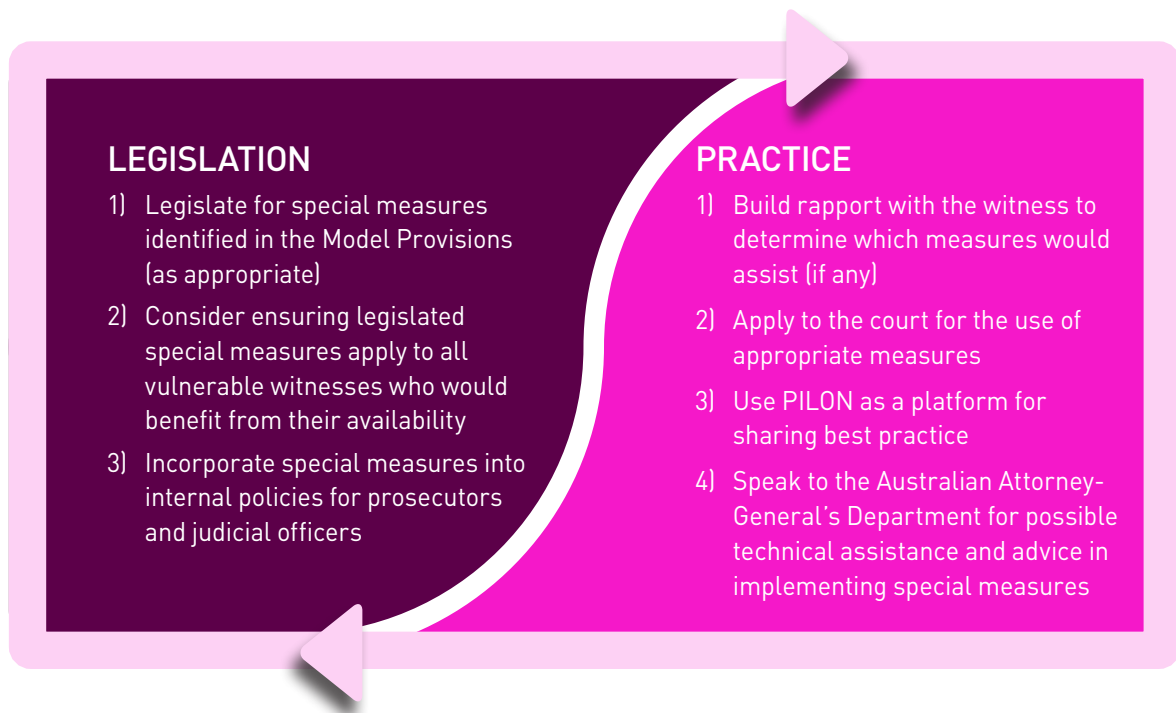 LEGISLATION
1) Legislate for special measures
identified in the Model Provisions
(as appropriate)
2) Consider ensuring legislated
special measures apply to all
vulnerable witnesses who would
benefit from their availability
3) Incorporate special measures into
internal policies for prosecutors
and judicial officers
PRACTICE
1) Build rapport with the witness to
determine which measures would
assist (if any)
2) Apply to the court for the use of
appropriate measures
3) Use PILON as a platform for
sharing best practice
4) Speak to the Australian Attorney-
General’s Department for possible
technical assistance and advice in
implementing special measures